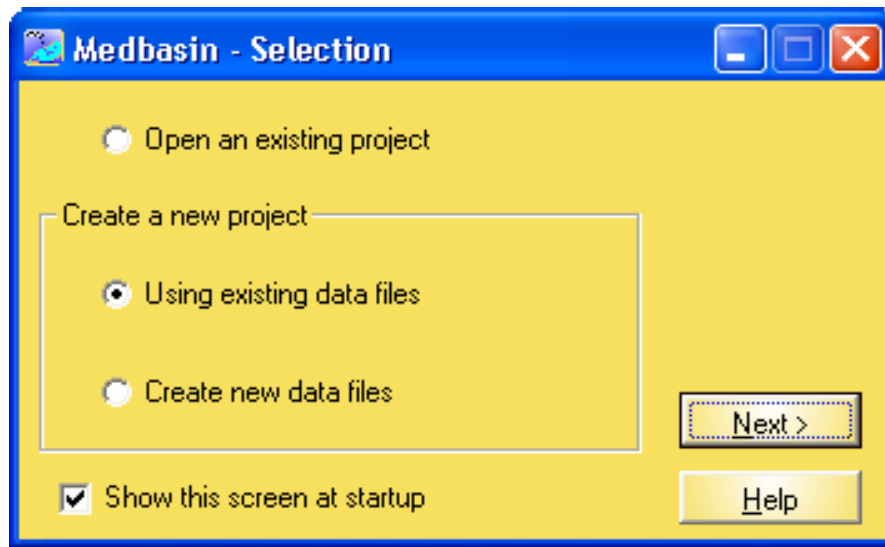 Medbasin - Selection
Open an existing project
Create a new project
Using existing data files
Create new data files
Next >
Show this screen at startup
Help